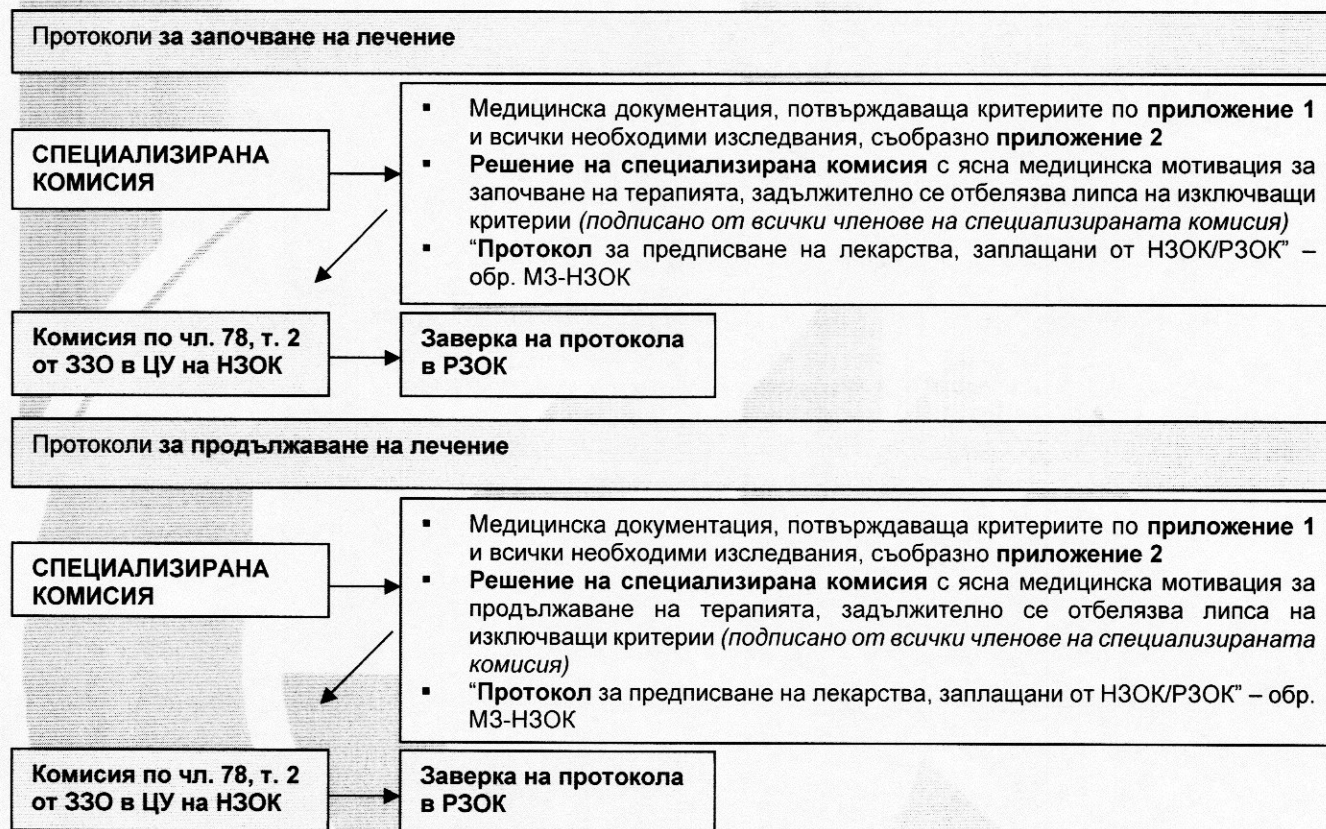 Протоколи за започване на лечение
СПЕЦИАЛИЗИРАНА
КОМИСИЯ
▪ Медицинска документация, потвърждаваща критериите по приложение 1
и всички необходими изследвания, съобразно приложение 2
▪ Решение на специализирана комисия с ясна медицинска мотивация за
започване на терапията, задължително се отбелязва липса на изключващи
критерии (подписано от всички членове на специализираната комисия)
▪ "Протокол за предписване на лекарства, заплащани от НЗОК/РЗОК" –
обр. МЗ-НЗОК
Комисия по чл. 78, т. 2
от ЗЗО в ЦУ на НЗОК
Заверка на протокола
в РЗОК
Протоколи за продължаване на лечение
СПЕЦИАЛИЗИРАНА
КОМИСИЯ
▪ Медицинска документация, потвърждаваща критериите по приложение 1
и всички необходими изследвания, съобразно приложение 2
▪ Решение на специализирана комисия с ясна медицинска мотивация за
продължаване на терапията, задължително се отбелязва липса на
изключващи критерии (подписано от всички членове на специализираната
комисия)
▪ "Протокол за предписване на лекарства, заплащани от НЗОК/РЗОК" – обр.
МЗ-НЗОК
Комисия по чл. 78, т. 2
от ЗЗО в ЦУ на НЗОК
Заверка на протокола
в РЗОК